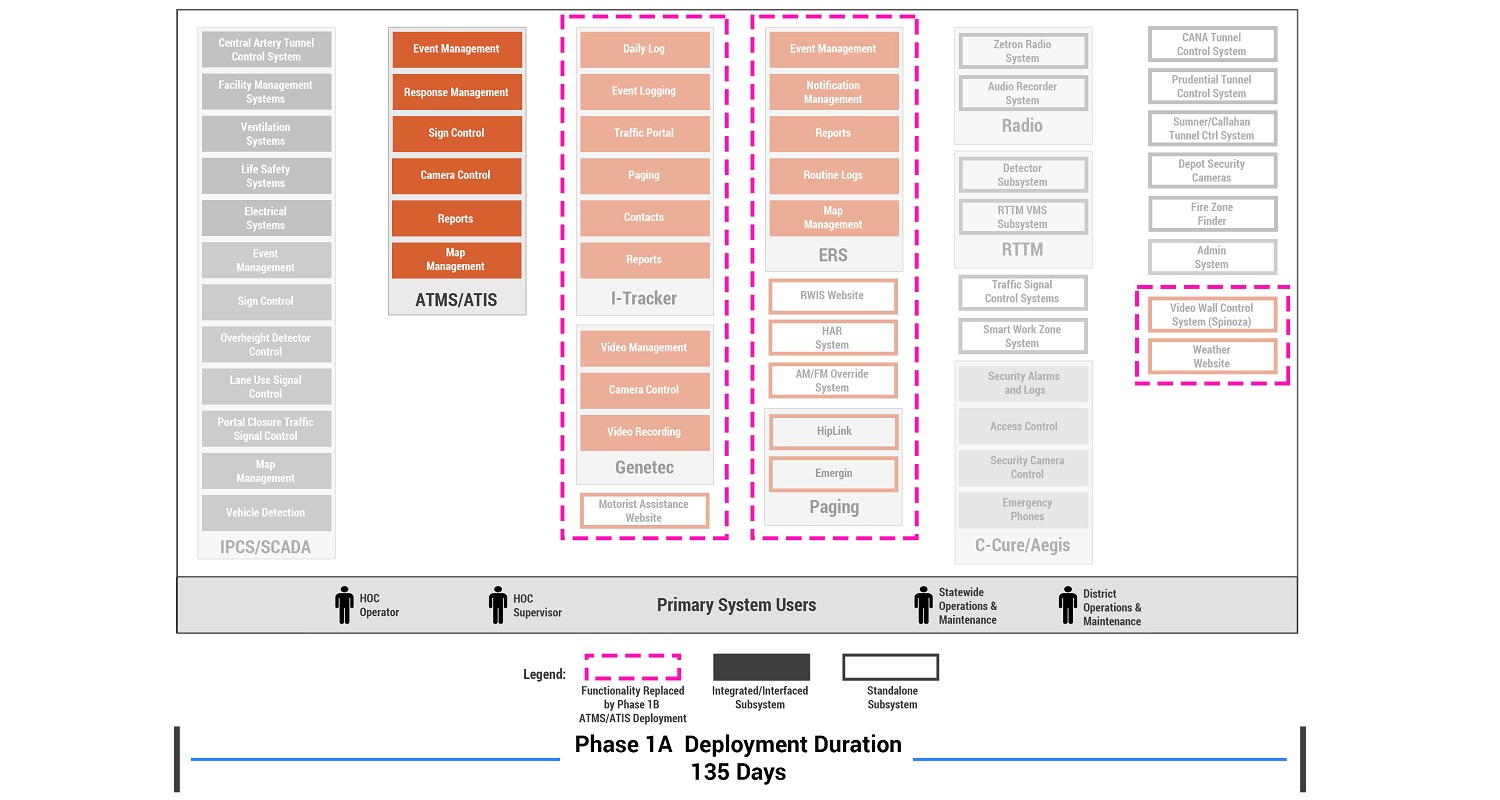 Central Artery Tunnel
Control System
Facility Management
Systems
Ventilation
Systems
Life Safety
Systems
Electrical
Systems
Event
Management
Sign Control
Overheight Detector
Control
Lane Use Signal
Control
Portal Closure Traffic
Signal Control
Map
Management
Vehicle Detection
IPCS/SCADA
Event Management
Response Management
Sign Control
Camera Control
Reports
Map
Management
ATMS/ATIS
Daily Log
Event Logging
Traffic Portal
Paging
Contacts
Reports
I-Tracker
Video Management
Camera Control
Video Recording
Genetec
Motorist Assistance
Website
Event Management
Notification
Management
Reports
Routine Logs
Map
Management
ERS
RWIS Website
HAR
System
AM/FM Override
System
HipLink
Emergin
Paging
Zetron Radio
System
Audio Recorder
System
Radio
Detector
Subsystem
RTTM VMS
Subsystem
RTTM
Traffic Signal
Control Systems
Smart Work Zone
System
Security Alarms
and Logs
Access Control
Security Camera
Control
Emergency
Phones
C-Cure/Aegis
CANA Tunnel
Control System
Prudential Tunnel
Control System
Sumner/Callahan
Tunnel Ctrl System
Depot Security
Cameras
Fire Zone
Finder
Admin
System
Video Wall Control
System (Spinoza)
Weather
Website
HOC
Operator
HOC
Supervisor
Primary System Users
Statewide
Operations &
Maintenance
District
Operations &
Maintenance
Legend:
Functionality Replaced
by Phase 1B
ATMS/ATIS Deployment
Integrated/Interfaced
Subsystem
Standalone
Subsystem
Phase 1A  Deployment Duration
135 Days